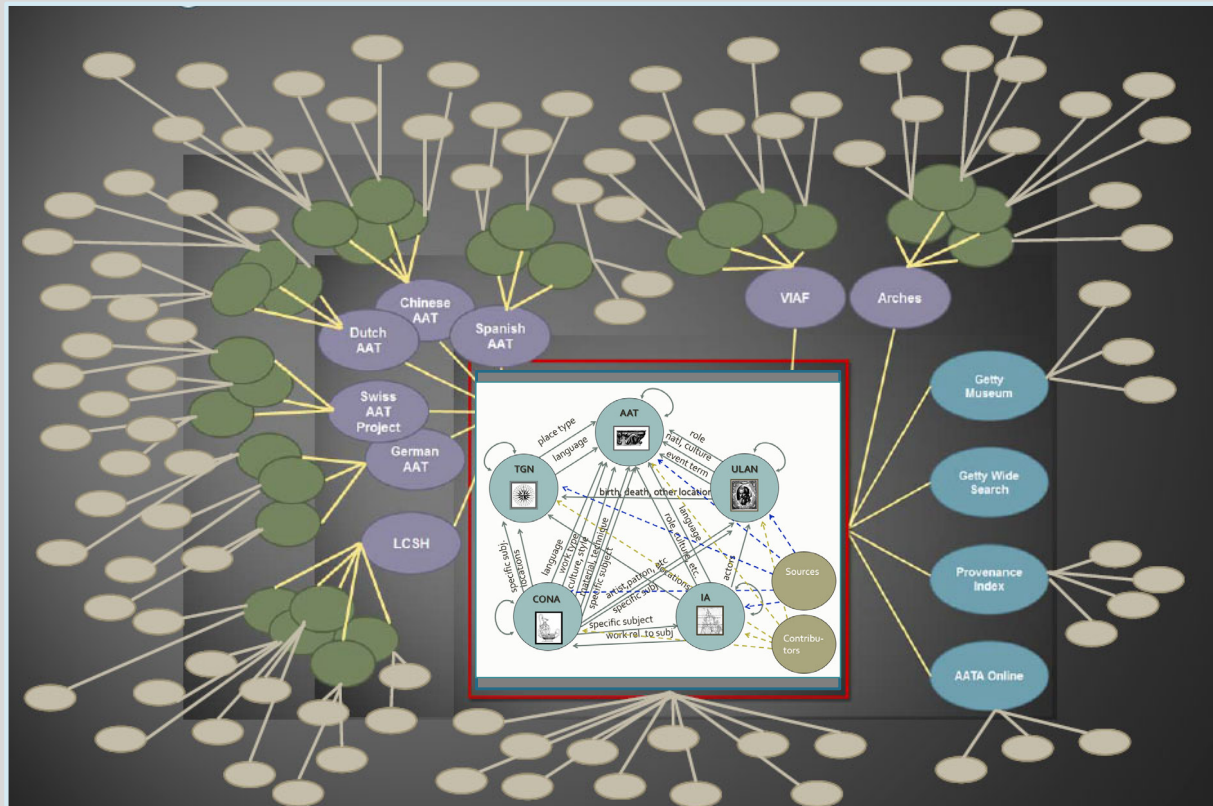 Chinese
AAT
Dutch
AAT
Spanish
AAT
Swiss
AAT
Project
German
AAT
LCSH
VIAF
Arches
Getty
Museum
Getty Wide
Search
Provenance
Index
AATA Online
AAT
TGN
ULAN
CONA
IA
Sources
Contribu-
tors
place type
language
role
natl, culture
event term
birth, death, other location
specific subj.
locations
language
work type
culture, style
material, technique
specific subject
language
role, culture, etc.
actors
artist, patron, etc
specific subj
specific subject
work rel. to subj